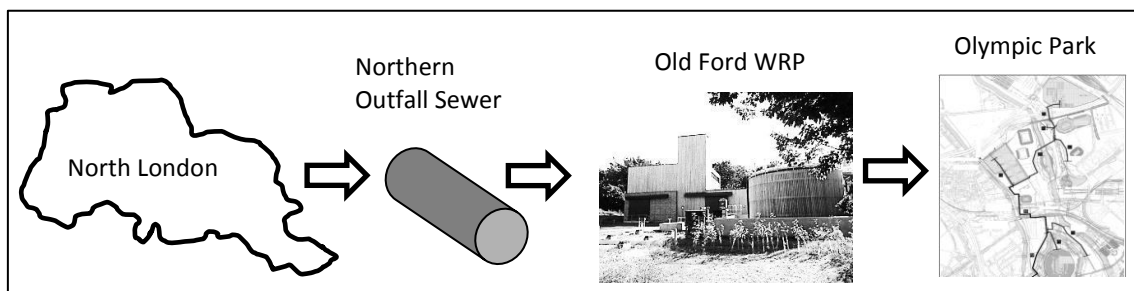 North London
Northern
Outfall Sewer
Old Ford WRP
Olympic Park